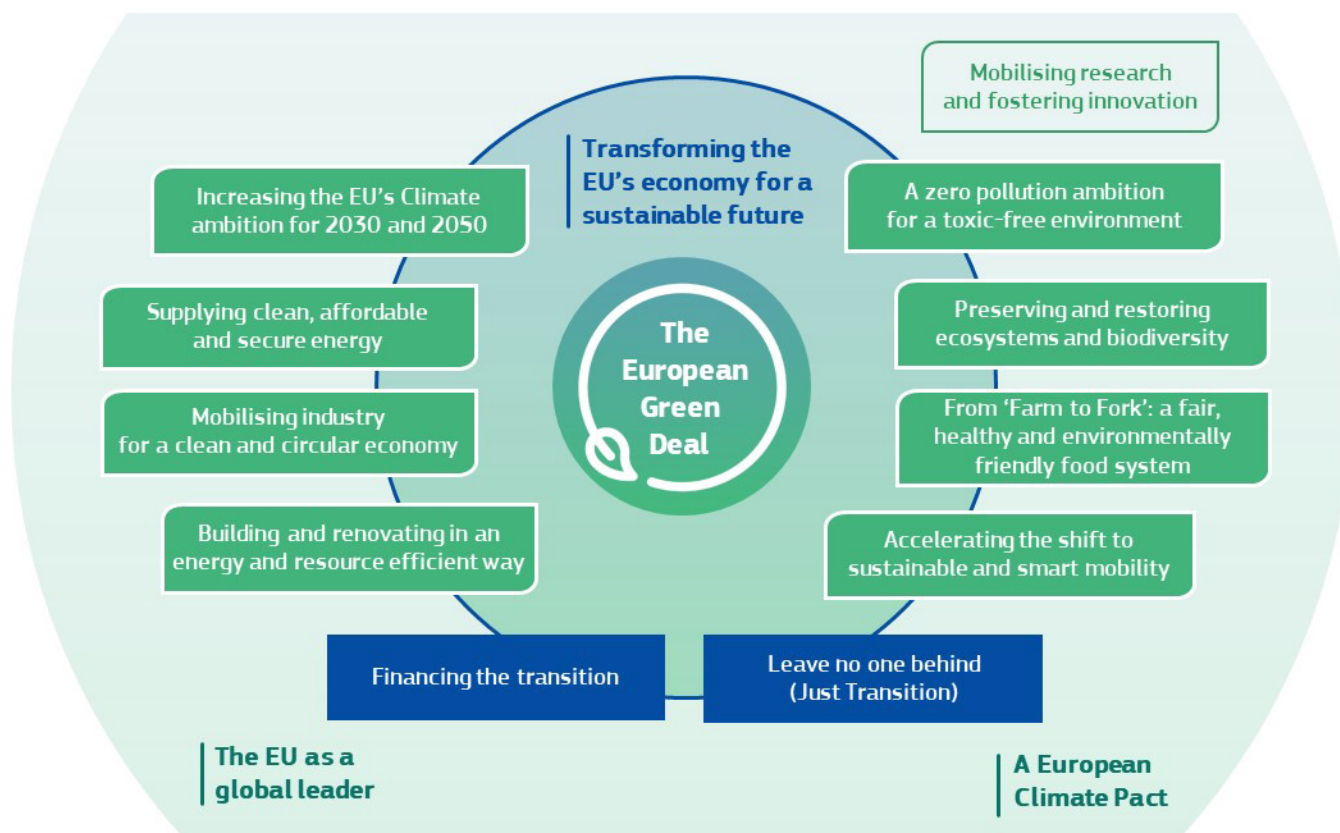 Mobilising research
and fostering innovation
Transforming the
EU's economy for a
sustainable future
Increasing the EU's Climate
ambition for 2030 and 2050
A zero pollution ambition
for a toxic-free environment
Supplying clean, affordable
and secure energy
Preserving and restoring
ecosystems and biodiversity
The
European
Green
Deal
Mobilising industry
for a clean and circular economy
From ‘Farm to Fork’: a fair,
healthy and environmentally
friendly food system
Building and renovating in an
energy and resource efficient way
Accelerating the shift to
sustainable and smart mobility
Financing the transition
Leave no one behind
(Just Transition)
The EU as a
global leader
A European
Climate Pact